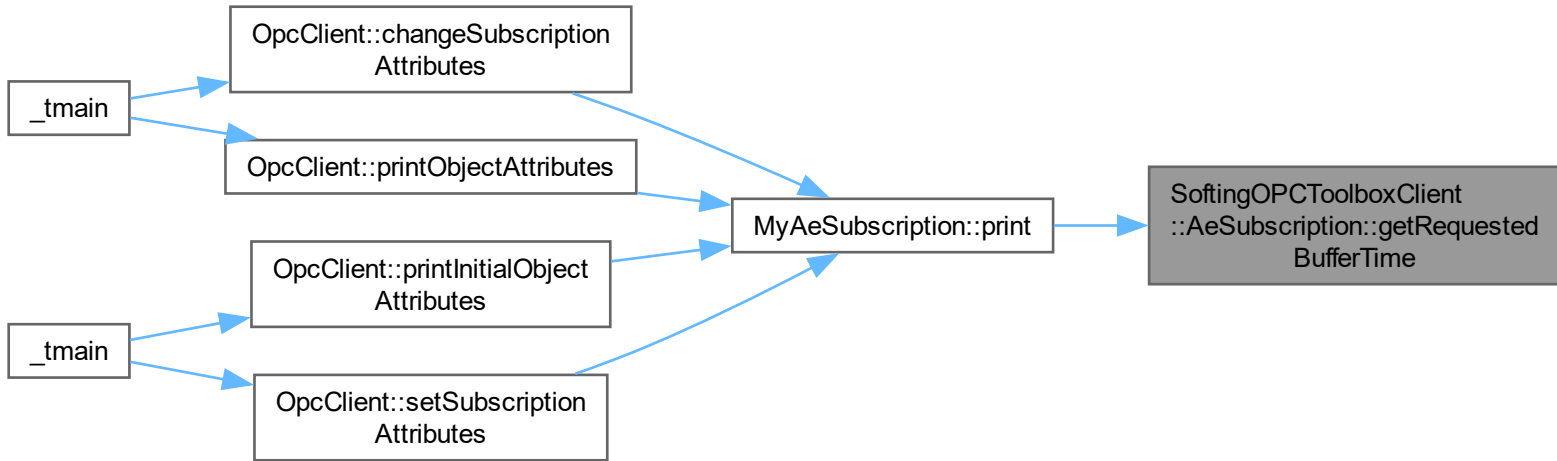 OpcClient::changeSubscription
Attributes
_tmain
OpcClient::printObjectAttributes
MyAeSubscription::print
SoftingOPCToolboxClient
::AeSubscription::getRequested
BufferTime
OpcClient::printInitialObject
Attributes
_tmain
OpcClient::setSubscription
Attributes